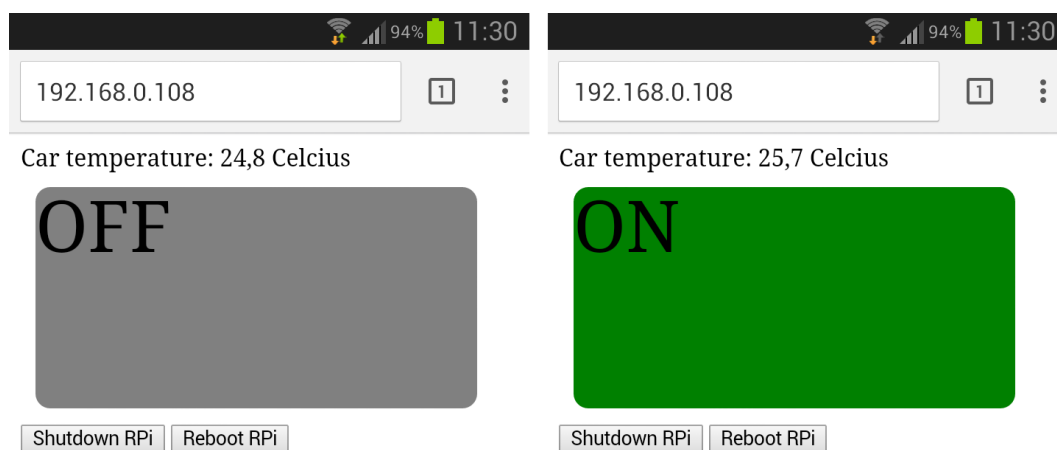 94% 11:30
192.168.0.108 1
Car temperature: 24,8 Celcius
OFF
Shutdown RPi Reboot RPi
94% 11:30
192.168.0.108 1
Car temperature: 25,7 Celcius
ON
Shutdown RPi Reboot RPi